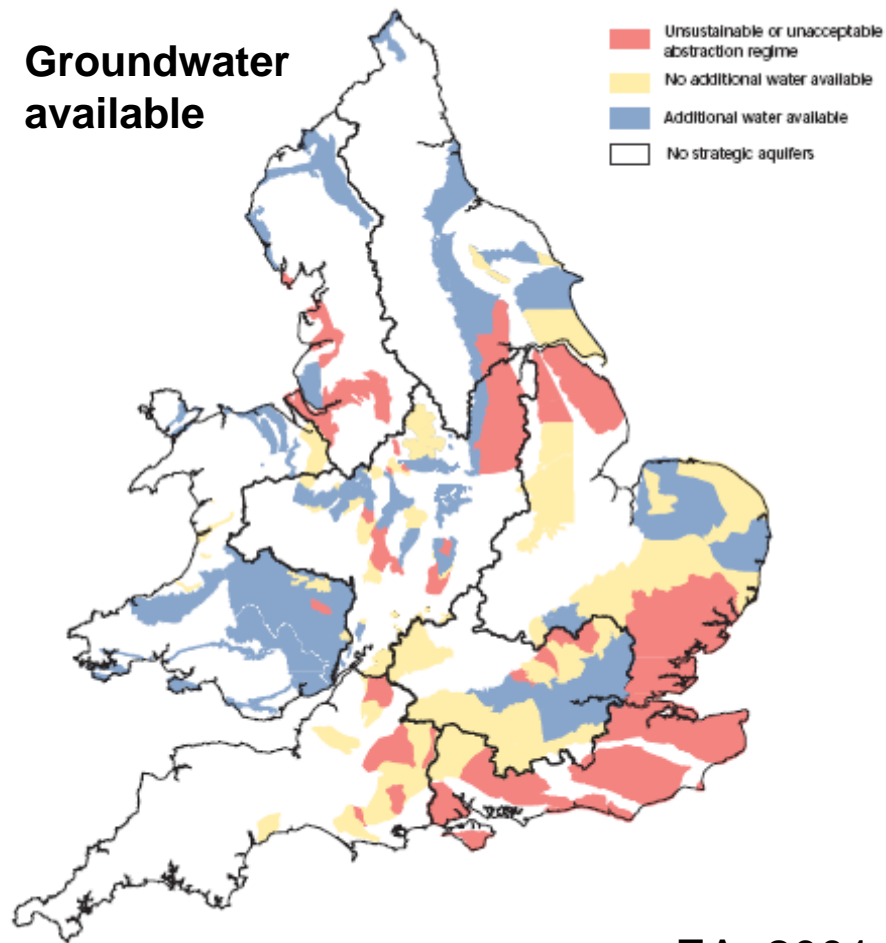 Groundwater
available
Unsustainable or unacceptable
abstraction regime
No additional water available
Additional water available
No strategic aquifers